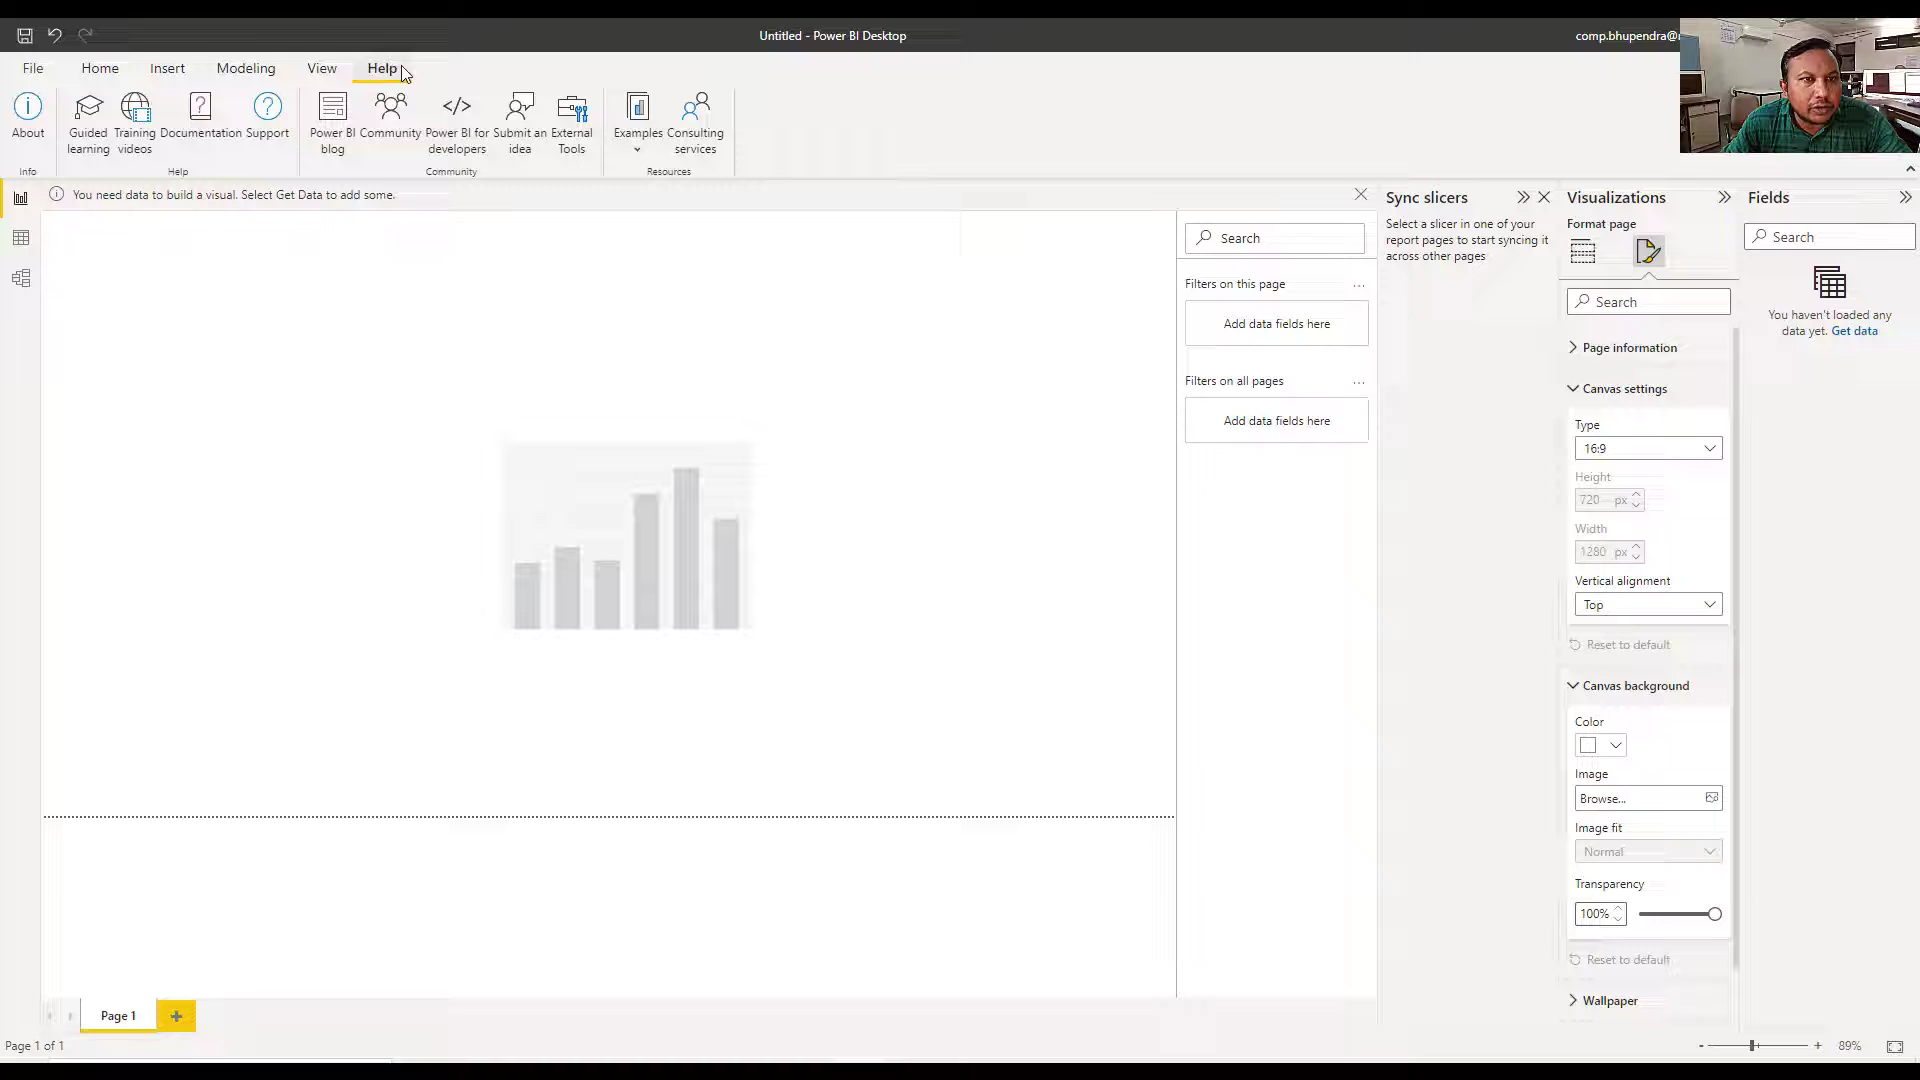 Untitled - Power BI Desktop
comp.bhupendra@
File
Home
Insert
Modeling
View
Help
About
Guided learning
Training videos
Documentation
Support
Power BI blog
Community
Power BI for developers
Submit an idea
External Tools
Examples
Consulting services
Info
Help
Community
Resources
You need data to build a visual. Select Get Data to add some.
Search
Filters on this page
...
Add data fields here
Filters on all pages
...
Add data fields here
Sync slicers
Select a slicer in one of your
report pages to start syncing it
across other pages
Visualizations
Format page
Search
Page information
Canvas settings
Type
16:9
Height
720 px
Width
1280 px
Vertical alignment
Top
Reset to default
Canvas background
Color
Image
Browse...
Image fit
Normal
Transparency
100%
Reset to default
Wallpaper
Fields
Search
You haven't loaded any
data yet. Get data
Page 1
Page 1 of 1
- + 89%